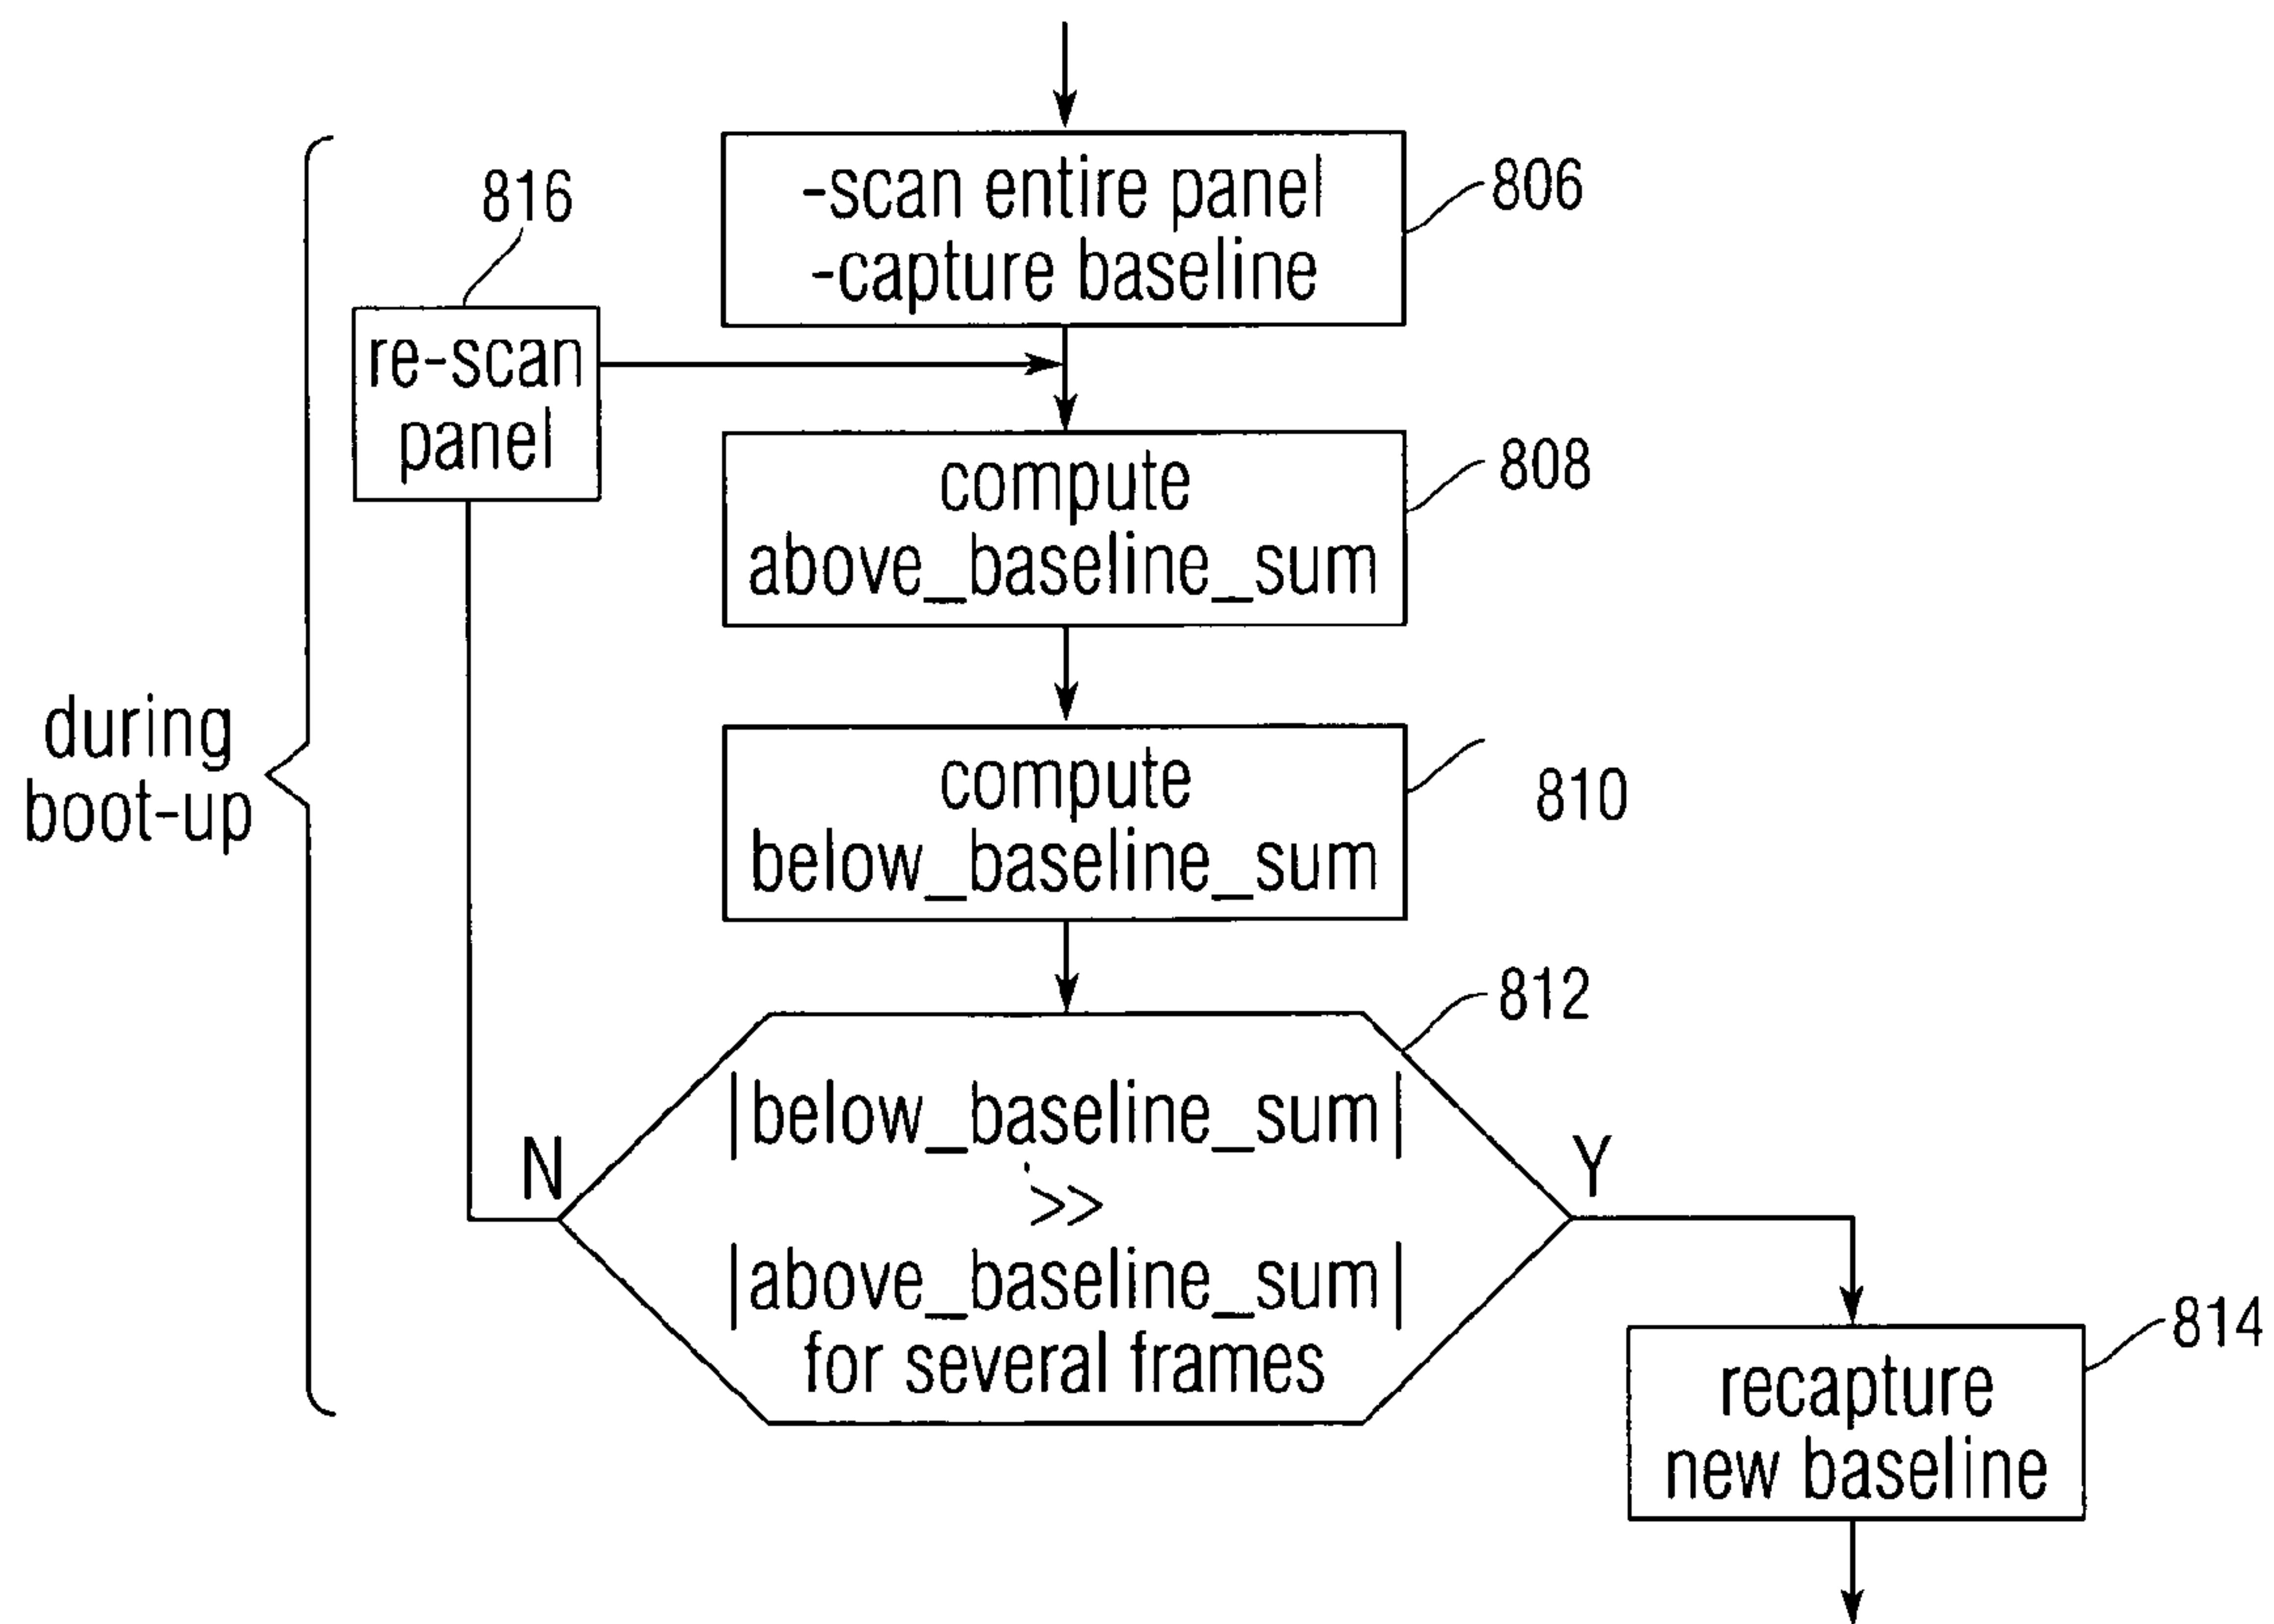 -scan entire panel
-capture baseline
806
816
re-scan
panel
compute
above_baseline_sum
808
during
boot-up
compute
below_baseline_sum
810
812
|below_baseline_sum|
>>
|above_baseline_sum|
for several frames
N
Y
814
recapture
new baseline